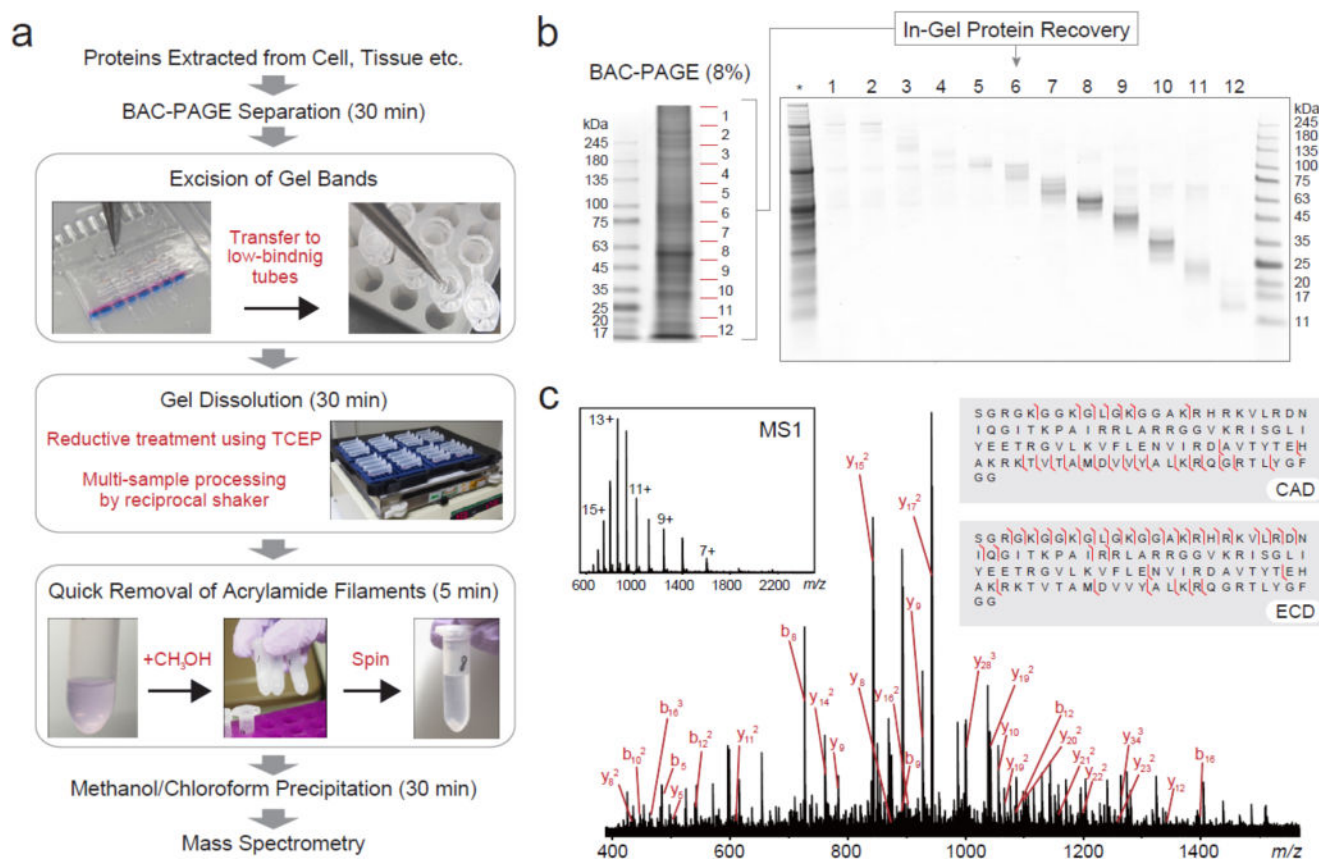 a
Proteins Extracted from Cell, Tissue etc.
BAC-PAGE Separation (30 min)
Excision of Gel Bands
Transfer to
low-bindnig
tubes
Gel Dissolution (30 min)
Reductive treatment using TCEP
Multi-sample processing
by reciprocal shaker
Quick Removal of Acrylamide Filaments (5 min)
+CH3OH
Spin
Methanol/Chloroform Precipitation (30 min)
Mass Spectrometry
b
In-Gel Protein Recovery
BAC-PAGE (8%)
kDa
245
180
135
100
75
63
45
35
25
20
17
1
2
3
4
5
6
7
8
9
10
11
12
* 1 2 3 4 5 6 7 8 9 10 11 12
kDa
245
180
135
100
75
63
45
35
25
20
17
11
c
MS1
13+
15+
11+
9+
7+
600 1000 1400 1800 2200 m/z
SGRGKGGKGLGKGGAKRHRKVLRDN
IQGITKPAIRRLARRGGVKRISGLI
YEETRGVLKVFLENVIRDAVTYTEH
AKRKTVTAMDVVYALKRQGRTLYGF
GG
CAD
SGRGKGGKGLGKGGAKRHRKVLRDN
IQGITKPAIRRLARRGGVKRISGLI
YEETRGVLKVFLENVIRDAVTYTEH
AKRKTVTAMDVVYALKRQGRTLYGF
GG
ECD
y8^2
b10^2
b16^3
b5
y5
b12^2
y11^2
b8
y14^2
y9
y15^2
y8
y16^2
y17^2
y9
b9
y28^3
y19^2
y10
y19^2
b12
y20^2
y21^2
y22^2
y34^3
y23^2
y12
b16
400 600 800 1000 1200 1400 m/z